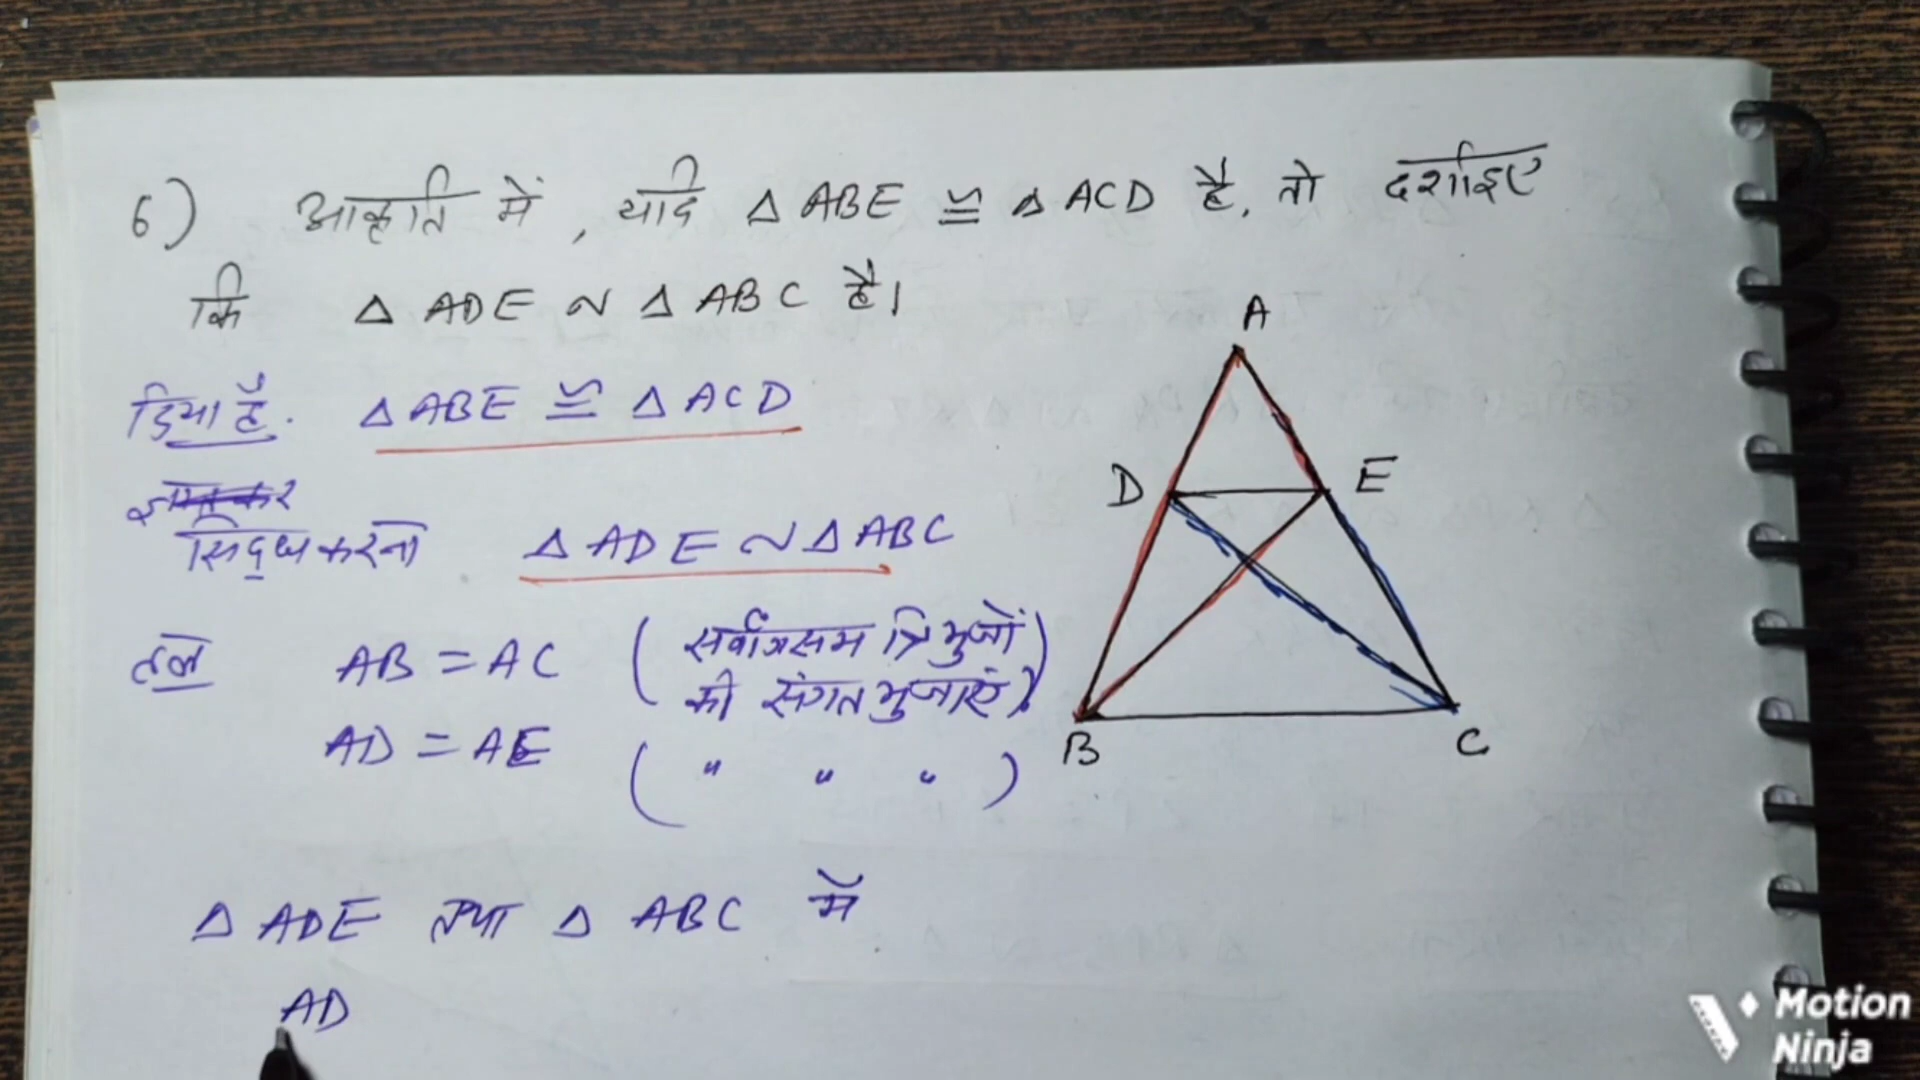 6) आकृति में, यदि △ ABE ≅ △ ACD है, तो दर्शाइए
कि △ ADE ~ △ ABC है।
दिया है. △ ABE ≅ △ ACD
सिद्ध करना △ ADE ~ △ ABC
हल AB = AC (सर्वांगसम त्रिभुजों
की संगत भुजाएं)
AD = AE ( " " " )
△ ADE तथा △ ABC में
AD
A
D
E
B
C
Motion
Ninja